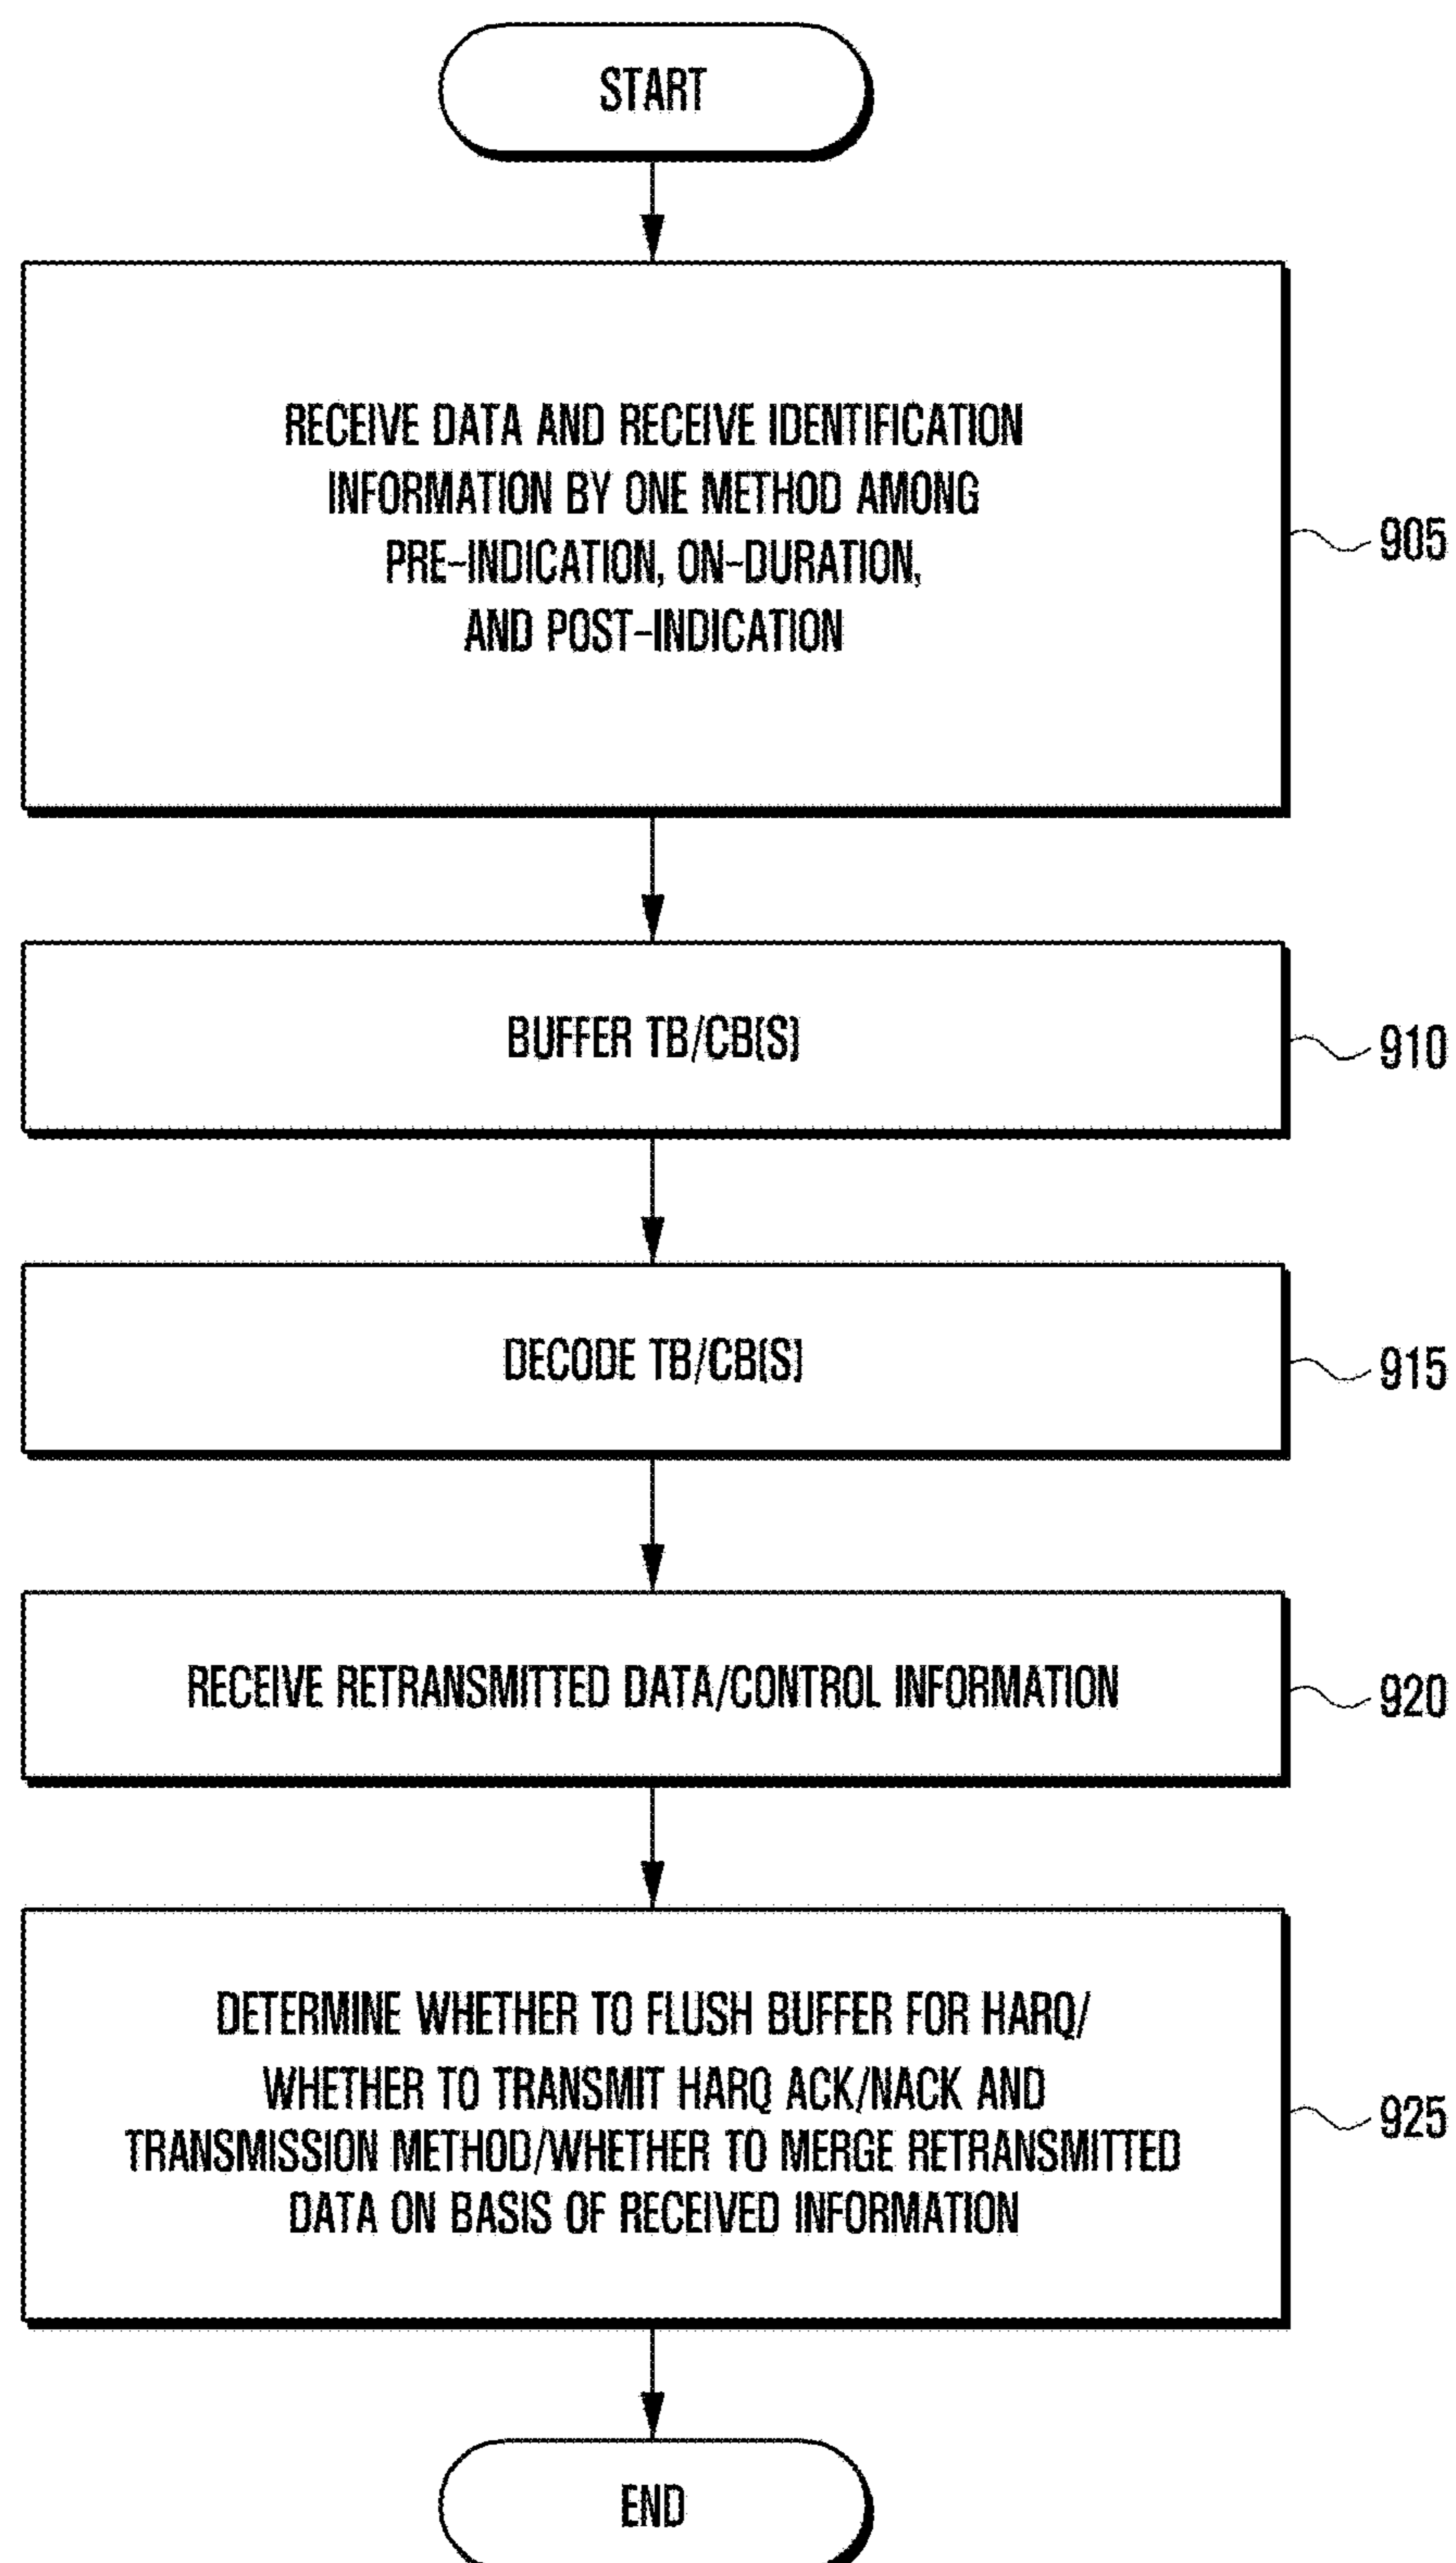 START
RECEIVE DATA AND RECEIVE IDENTIFICATION
INFORMATION BY ONE METHOD AMONG
PRE-INDICATION, ON-DURATION,
AND POST-INDICATION
905
BUFFER TB/CB(S)
910
DECODE TB/CB(S)
915
RECEIVE RETRANSMITTED DATA/CONTROL INFORMATION
920
DETERMINE WHETHER TO FLUSH BUFFER FOR HARQ/
WHETHER TO TRANSMIT HARQ ACK/NACK AND
TRANSMISSION METHOD/WHETHER TO MERGE RETRANSMITTED
DATA ON BASIS OF RECEIVED INFORMATION
925
END